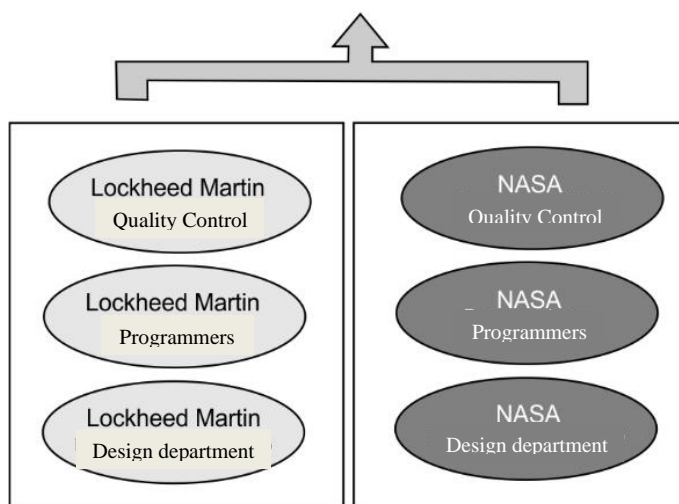 Lockheed Martin
Quality Control
Lockheed Martin
Programmers
Lockheed Martin
Design department
NASA
Quality Control
NASA
Programmers
NASA
Design department